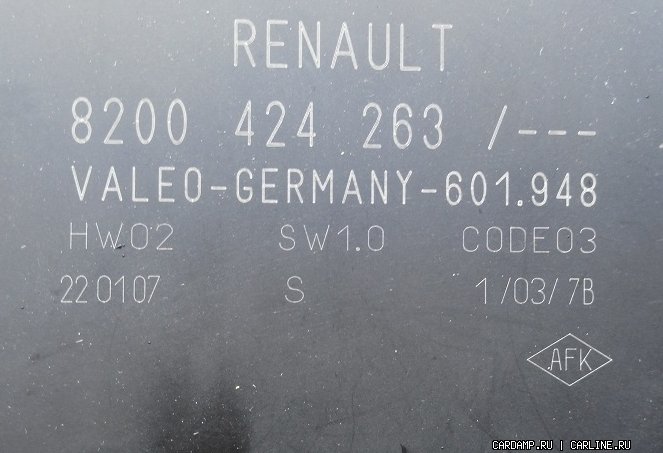 RENAULT
8200 424 263 /---
VALEO-GERMANY-601.948
HW02 SW1.0 CODE03
220107 S 1/03/7B
AFK
CARDAMP.RU | CARLINE.RU